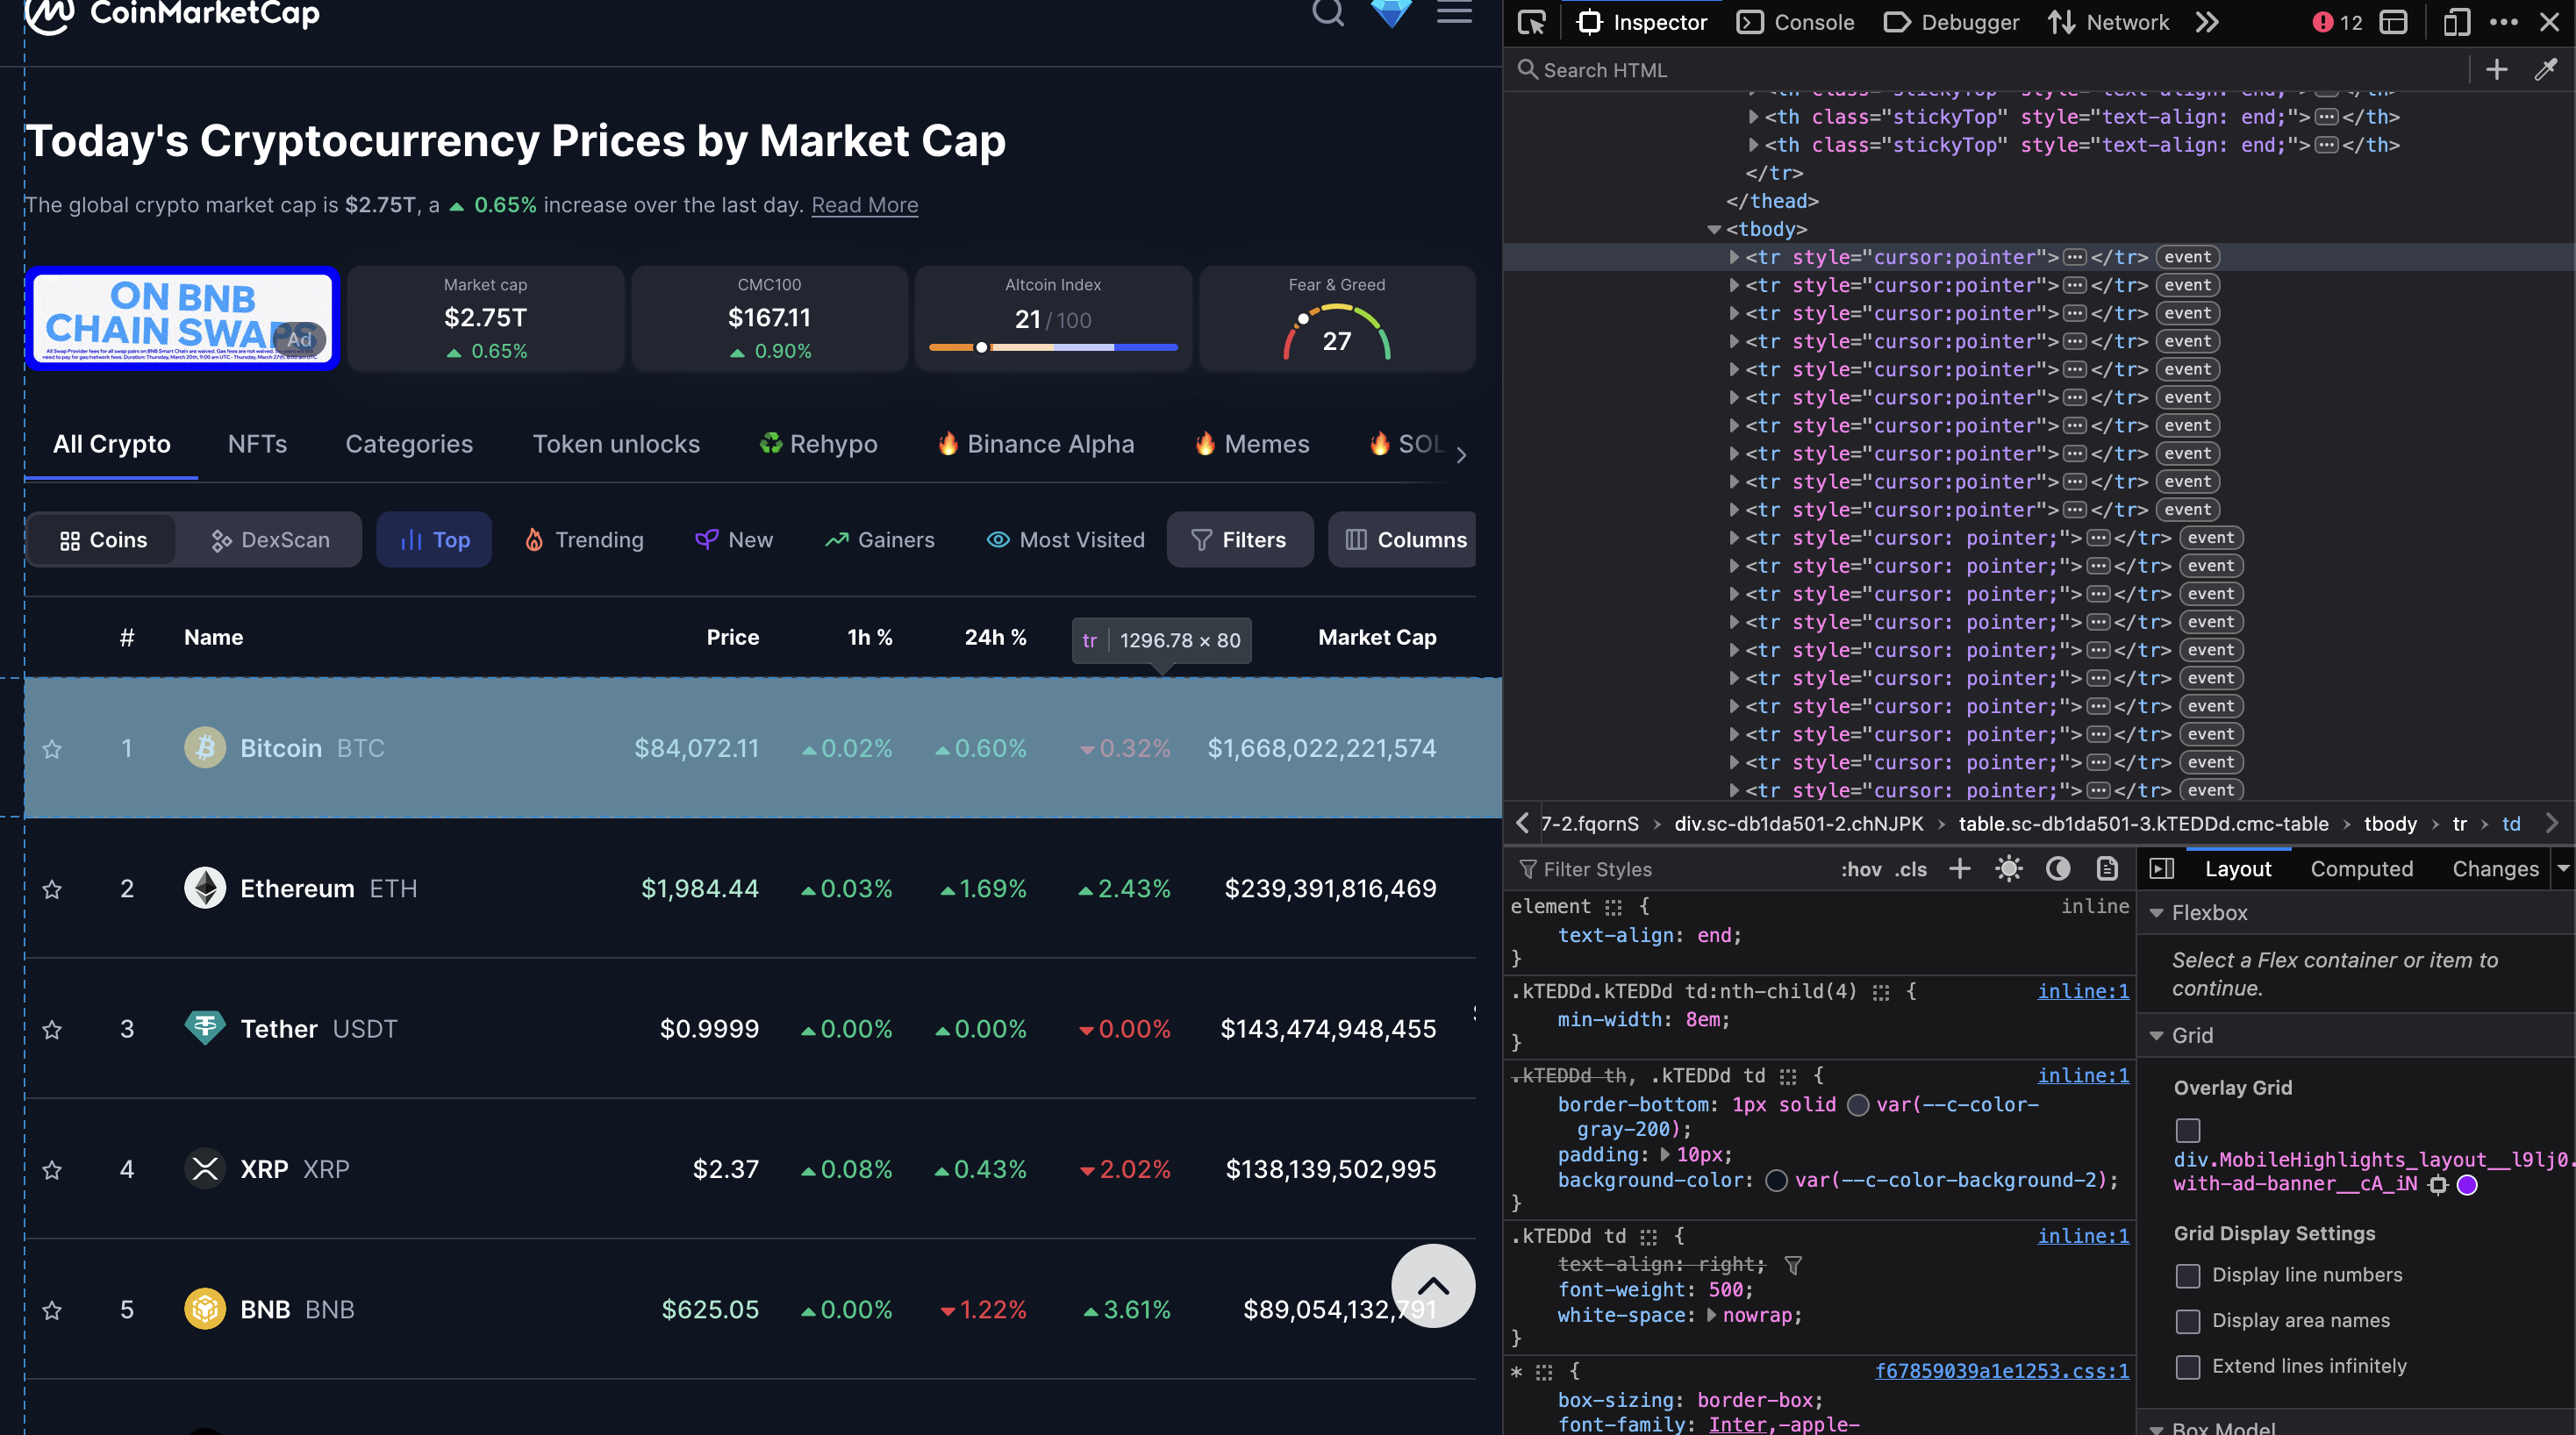 CoinMarketCap
Today's Cryptocurrency Prices by Market Cap
The global crypto market cap is $2.75T, a ▲ 0.65% increase over the last day. Read More
ON BNB
CHAIN SWAPS
Ad
Market cap
$2.75T
▲ 0.65%
CMC100
$167.11
▲ 0.90%
Altcoin Index
21 / 100
Fear & Greed
27
All Crypto NFTs Categories Token unlocks Rehypo Binance Alpha Memes SOL
Coins DexScan Top Trending New Gainers Most Visited Filters Columns
# Name Price 1h % 24h % Market Cap
tr 1296.78 × 80
1 Bitcoin BTC $84,072.11 ▲0.02% ▲0.60% ▼0.32% $1,668,022,221,574
2 Ethereum ETH $1,984.44 ▲0.03% ▲1.69% ▲2.43% $239,391,816,469
3 Tether USDT $0.9999 ▲0.00% ▲0.00% ▼0.00% $143,474,948,455
4 XRP XRP $2.37 ▲0.08% ▲0.43% ▼2.02% $138,139,502,995
5 BNB BNB $625.05 ▲0.00% ▼1.22% ▲3.61% $89,054,132,791
Inspector Console Debugger Network 12
Search HTML
<th class="stickyTop" style="text-align: end;">⋯</th>
<th class="stickyTop" style="text-align: end;">⋯</th>
<th class="stickyTop" style="text-align: end;">⋯</th>
</tr>
</thead>
<tbody>
<tr style="cursor:pointer">⋯</tr> event
<tr style="cursor:pointer">⋯</tr> event
<tr style="cursor:pointer">⋯</tr> event
<tr style="cursor:pointer">⋯</tr> event
<tr style="cursor:pointer">⋯</tr> event
<tr style="cursor:pointer">⋯</tr> event
<tr style="cursor:pointer">⋯</tr> event
<tr style="cursor:pointer">⋯</tr> event
<tr style="cursor:pointer">⋯</tr> event
<tr style="cursor:pointer">⋯</tr> event
<tr style="cursor: pointer;">⋯</tr> event
<tr style="cursor: pointer;">⋯</tr> event
<tr style="cursor: pointer;">⋯</tr> event
<tr style="cursor: pointer;">⋯</tr> event
<tr style="cursor: pointer;">⋯</tr> event
<tr style="cursor: pointer;">⋯</tr> event
<tr style="cursor: pointer;">⋯</tr> event
<tr style="cursor: pointer;">⋯</tr> event
<tr style="cursor: pointer;">⋯</tr> event
<tr style="cursor: pointer;">⋯</tr> event
7-2.fqornS › div.sc-db1da501-2.chNJPK › table.sc-db1da501-3.kTEDDd.cmc-table › tbody › tr › td
Filter Styles :hov .cls
element { inline
text-align: end;
}
.kTEDDd.kTEDDd td:nth-child(4) { inline:1
min-width: 8em;
}
.kTEDDd th, .kTEDDd td { inline:1
border-bottom: 1px solid var(--c-color-
gray-200);
padding: 10px;
background-color: var(--c-color-background-2);
}
.kTEDDd td { inline:1
text-align: right;
font-weight: 500;
white-space: nowrap;
}
* { f67859039a1e1253.css:1
box-sizing: border-box;
font-family: Inter,-apple-
Layout Computed Changes
Flexbox
Select a Flex container or item to
continue.
Grid
Overlay Grid
div.MobileHighlights_layout__l9lj0.
with-ad-banner__cA_iN
Grid Display Settings
Display line numbers
Display area names
Extend lines infinitely
Box Model